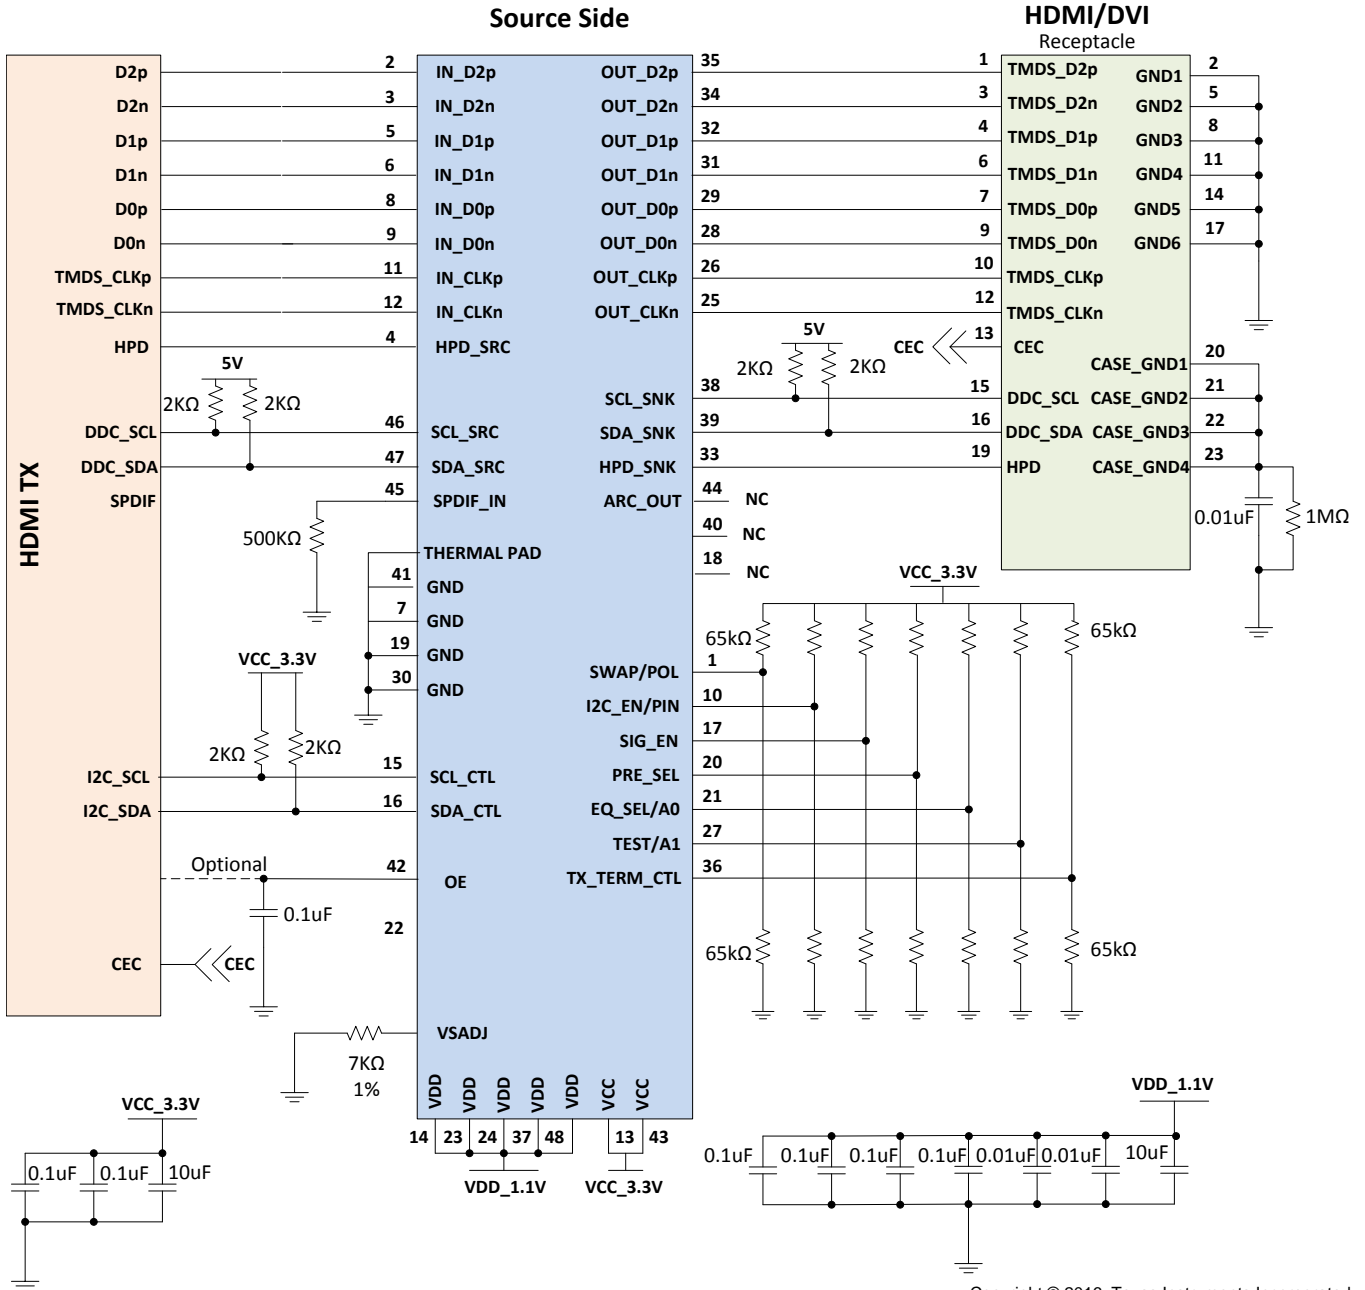 Source Side
HDMI/DVI
Receptacle
HDMI TX
D2p
D2n
D1p
D1n
D0p
D0n
TMDS_CLKp
TMDS_CLKn
HPD
DDC_SCL
DDC_SDA
SPDIF
I2C_SCL
I2C_SDA
CEC
2
3
5
6
8
9
11
12
4
46
47
45
41
7
19
30
15
16
42
22
5V
2KΩ
2KΩ
500KΩ
VCC_3.3V
2KΩ
2KΩ
Optional
0.1uF
CEC
7KΩ
1%
IN_D2p
IN_D2n
IN_D1p
IN_D1n
IN_D0p
IN_D0n
IN_CLKp
IN_CLKn
HPD_SRC
SCL_SRC
SDA_SRC
SPDIF_IN
THERMAL PAD
GND
GND
GND
GND
SCL_CTL
SDA_CTL
OE
VSADJ
OUT_D2p
OUT_D2n
OUT_D1p
OUT_D1n
OUT_D0p
OUT_D0n
OUT_CLKp
OUT_CLKn
SCL_SNK
SDA_SNK
HPD_SNK
ARC_OUT
SWAP/POL
I2C_EN/PIN
SIG_EN
PRE_SEL
EQ_SEL/A0
TEST/A1
TX_TERM_CTL
VDD
VDD
VDD
VDD
VDD
VCC
VCC
14
23
24
37
48
13
43
VDD_1.1V
VCC_3.3V
35
34
32
31
29
28
26
25
38
39
33
44
NC
40
NC
18
NC
1
10
17
20
21
27
36
5V
2KΩ
2KΩ
CEC
1
3
4
6
7
9
10
12
13
15
16
19
TMDS_D2p
TMDS_D2n
TMDS_D1p
TMDS_D1n
TMDS_D0p
TMDS_D0n
TMDS_CLKp
TMDS_CLKn
CEC
DDC_SCL
DDC_SDA
HPD
GND1
GND2
GND3
GND4
GND5
GND6
CASE_GND1
CASE_GND2
CASE_GND3
CASE_GND4
2
5
8
11
14
17
20
21
22
23
0.01uF
1MΩ
VCC_3.3V
65kΩ
65kΩ
65kΩ
65kΩ
VCC_3.3V
0.1uF
0.1uF
10uF
VDD_1.1V
0.1uF
0.1uF
0.1uF
0.1uF
0.01uF
0.01uF
10uF